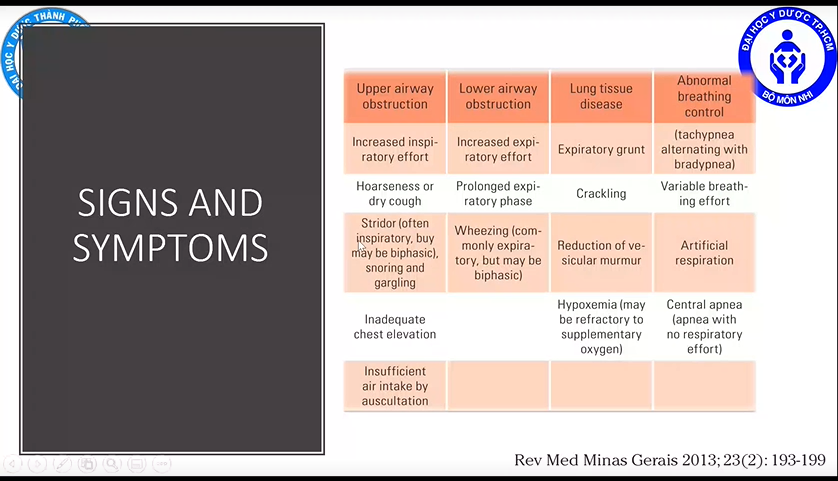 ĐẠI HỌC Y DƯỢC THÀNH PH
ĐẠI HỌC Y DƯỢC TP.HCM
BỘ MÔN NHI
SIGNS AND
SYMPTOMS
Upper airway
obstruction
Lower airway
obstruction
Lung tissue
disease
Abnormal
breathing
control
Increased inspi-
ratory effort
Increased expi-
ratory effort
Expiratory grunt
(tachypnea
alternating with
bradypnea)
Hoarseness or
dry cough
Prolonged expi-
ratory phase
Crackling
Variable breath-
ing effort
Stridor (often
inspiratory, buy
may be biphasic),
snoring and
gargling
Wheezing (com-
monly expira-
tory, but may be
biphasic)
Reduction of ve-
sicular murmur
Artificial
respiration
Inadequate
chest elevation
Hypoxemia (may
be refractory to
supplementary
oxygen)
Central apnea
(apnea with
no respiratory
effort)
Insufficient
air intake by
auscultation
Rev Med Minas Gerais 2013; 23(2): 193-199